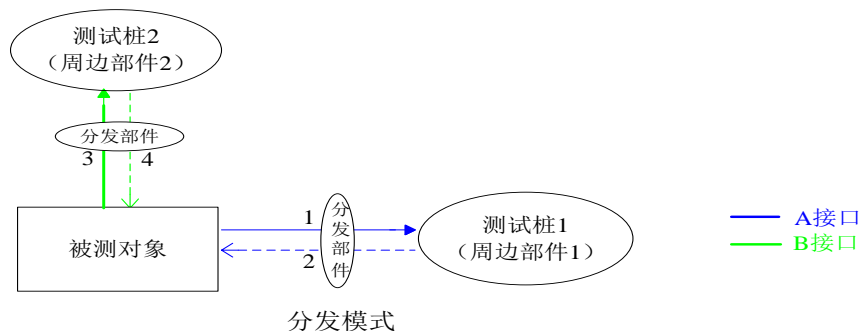 测试桩2
（周边部件2）
分发部件
3
4
被测对象
1
2
分发部件
测试桩1
（周边部件1）
A接口
B接口
分发模式